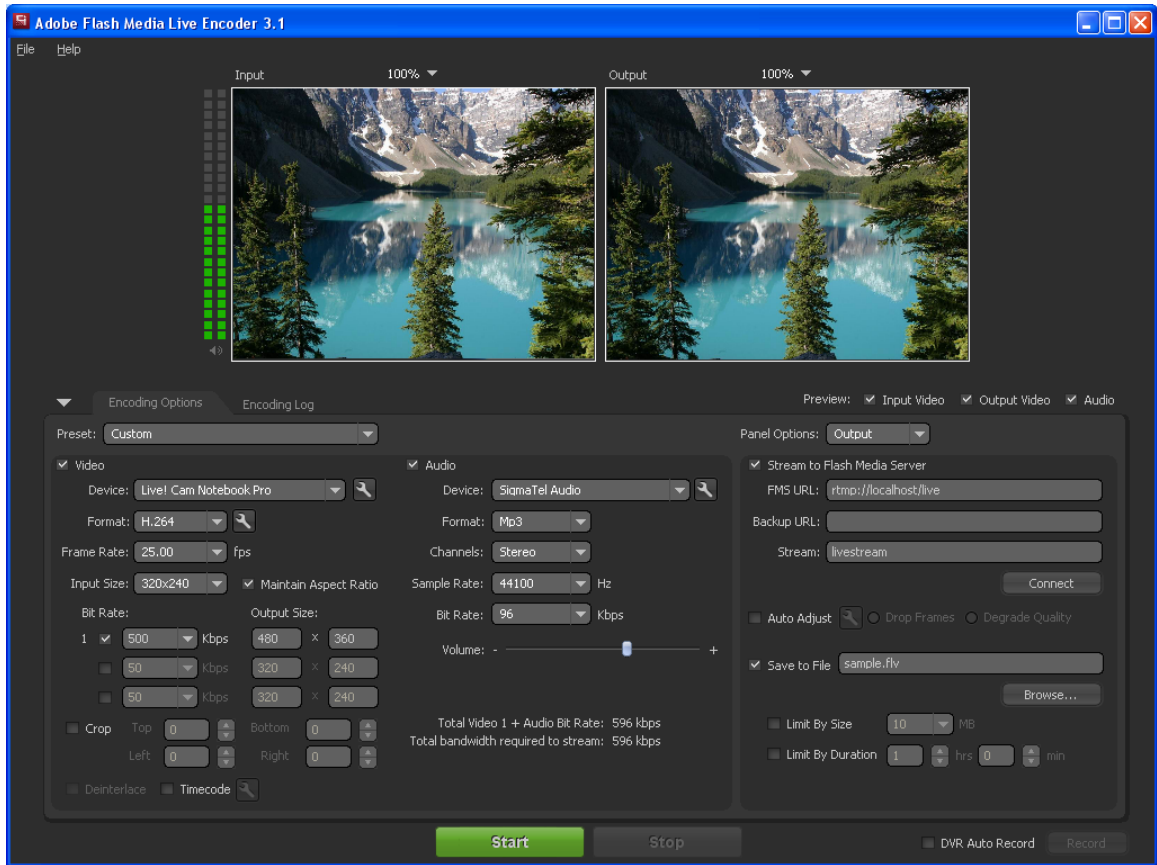 Adobe Flash Media Live Encoder 3.1
File Help
Input 100% Output 100%
Encoding Options Encoding Log Preview: Input Video Output Video Audio
Preset: Custom Panel Options: Output
Video Audio Stream to Flash Media Server
Device: Live! Cam Notebook Pro Device: SigmaTel Audio FMS URL: rtmp://localhost/live
Format: H.264 Format: Mp3 Backup URL:
Frame Rate: 25.00 fps Channels: Stereo Stream: livestream
Input Size: 320x240 Maintain Aspect Ratio Sample Rate: 44100 Hz Connect
Bit Rate: Output Size: Bit Rate: 96 Kbps Auto Adjust Drop Frames Degrade Quality
1 500 Kbps 480 x 360 Volume: - +
50 Kbps 320 x 240 Save to File sample.flv
50 Kbps 320 x 240 Browse...
Crop Top 0 Bottom 0 Total Video 1 + Audio Bit Rate: 596 kbps Limit By Size 10 MB
Left 0 Right 0 Total bandwidth required to stream: 596 kbps Limit By Duration 1 hrs 0 min
Deinterlace Timecode
Start Stop DVR Auto Record Record